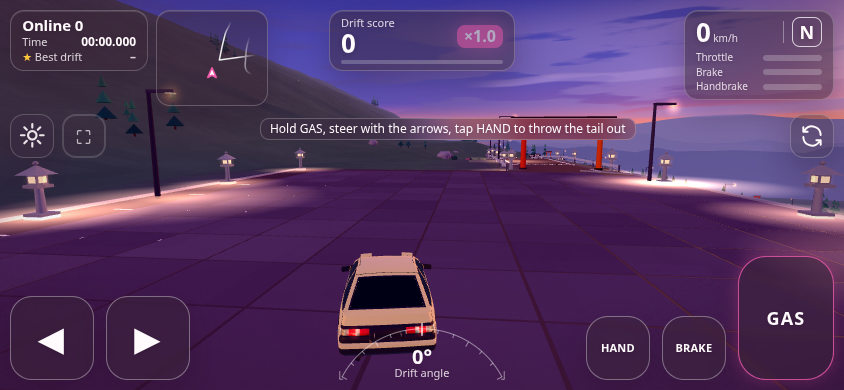 Online 0
Time 00:00.000
★ Best drift –
Drift score
0 ×1.0
0 km/h N
Throttle
Brake
Handbrake
Hold GAS, steer with the arrows, tap HAND to throw the tail out
◀ ▶
HAND BRAKE GAS
0°
Drift angle